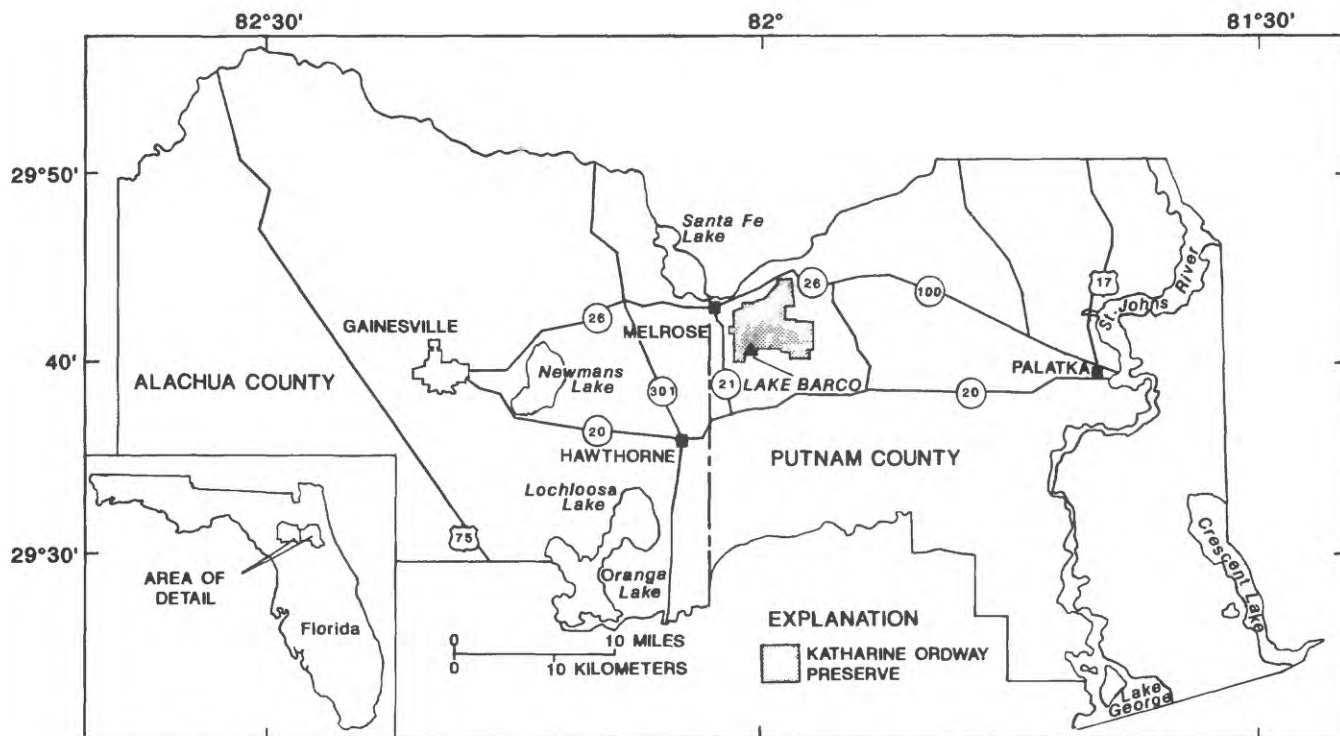 82°30'
82°
81°30'
29°50'
40'
29°30'
Santa Fe
Lake
26
100
17
St. Johns
River
GAINESVILLE
26
MELROSE
ALACHUA COUNTY
Newmans
Lake
301
21
LAKE BARCO
PALATKA
20
20
HAWTHORNE
PUTNAM COUNTY
Lochloosa
Lake
75
Oranga
Lake
Crescent Lake
AREA OF
DETAIL
Florida
0 10 MILES
0 10 KILOMETERS
EXPLANATION
KATHARINE ORDWAY
PRESERVE
Lake
George